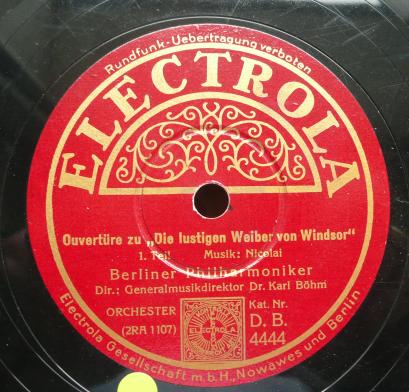 Rundfunk-Uebertragung verboten
ELECTROLA
Ouvertüre zu „Die lustigen Weiber von Windsor"
1. Teil Musik: Nicolai
Berliner Philharmoniker
Dir.: Generalmusikdirektor Dr. Karl Böhm
ORCHESTER
(2RA 1107)
ELECTROLA
Kat. Nr.
D. B.
4444
Electrola Gesellschaft m.b.H., Nowawes und Berlin